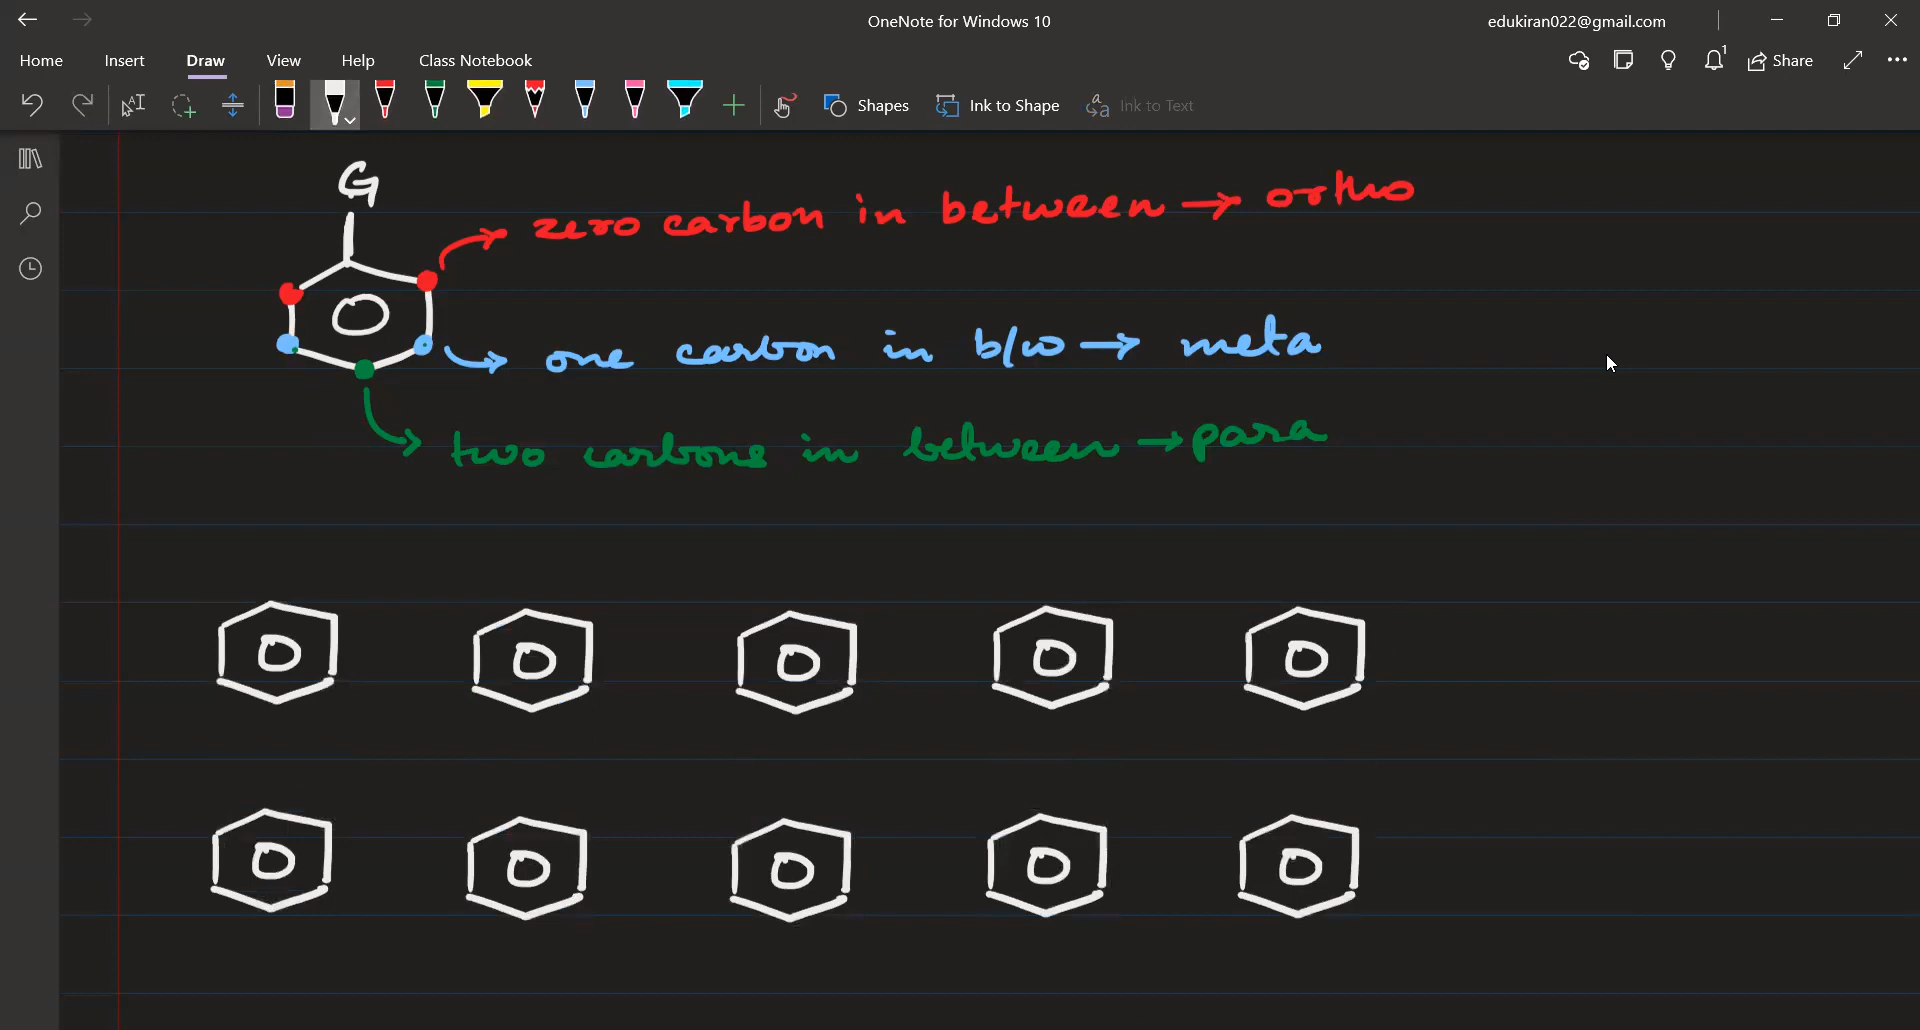 OneNote for Windows 10
edukiran022@gmail.com
Home Insert Draw View Help Class Notebook
1
Share
Shapes Ink to Shape Ink to Text
G
zero carbon in between → ortho
one carbon in b/w → meta
two carbons in between → para